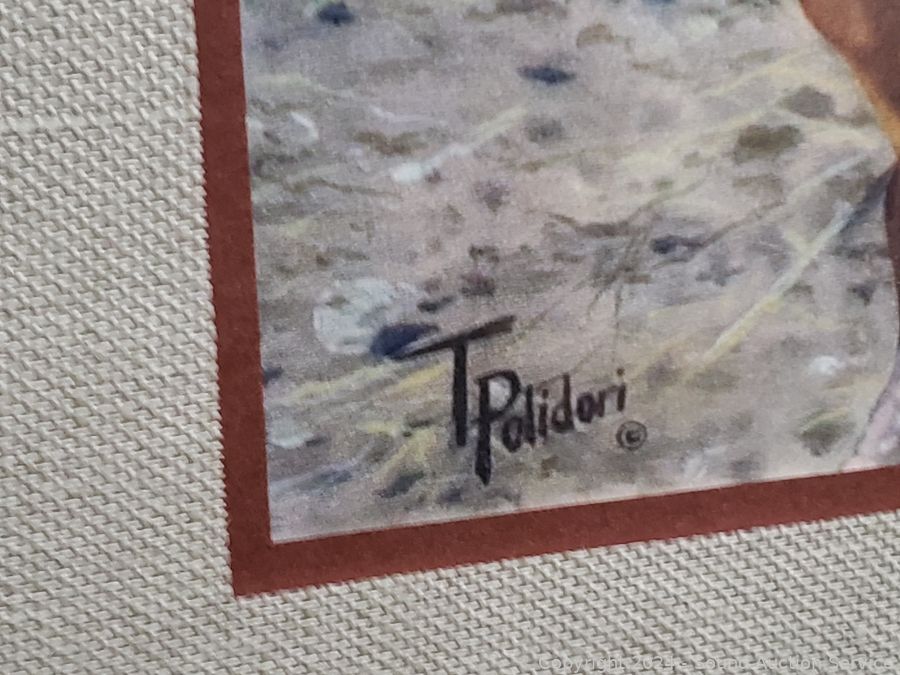 T Polidori ©
Copyright 2024 - Sound Auction Service